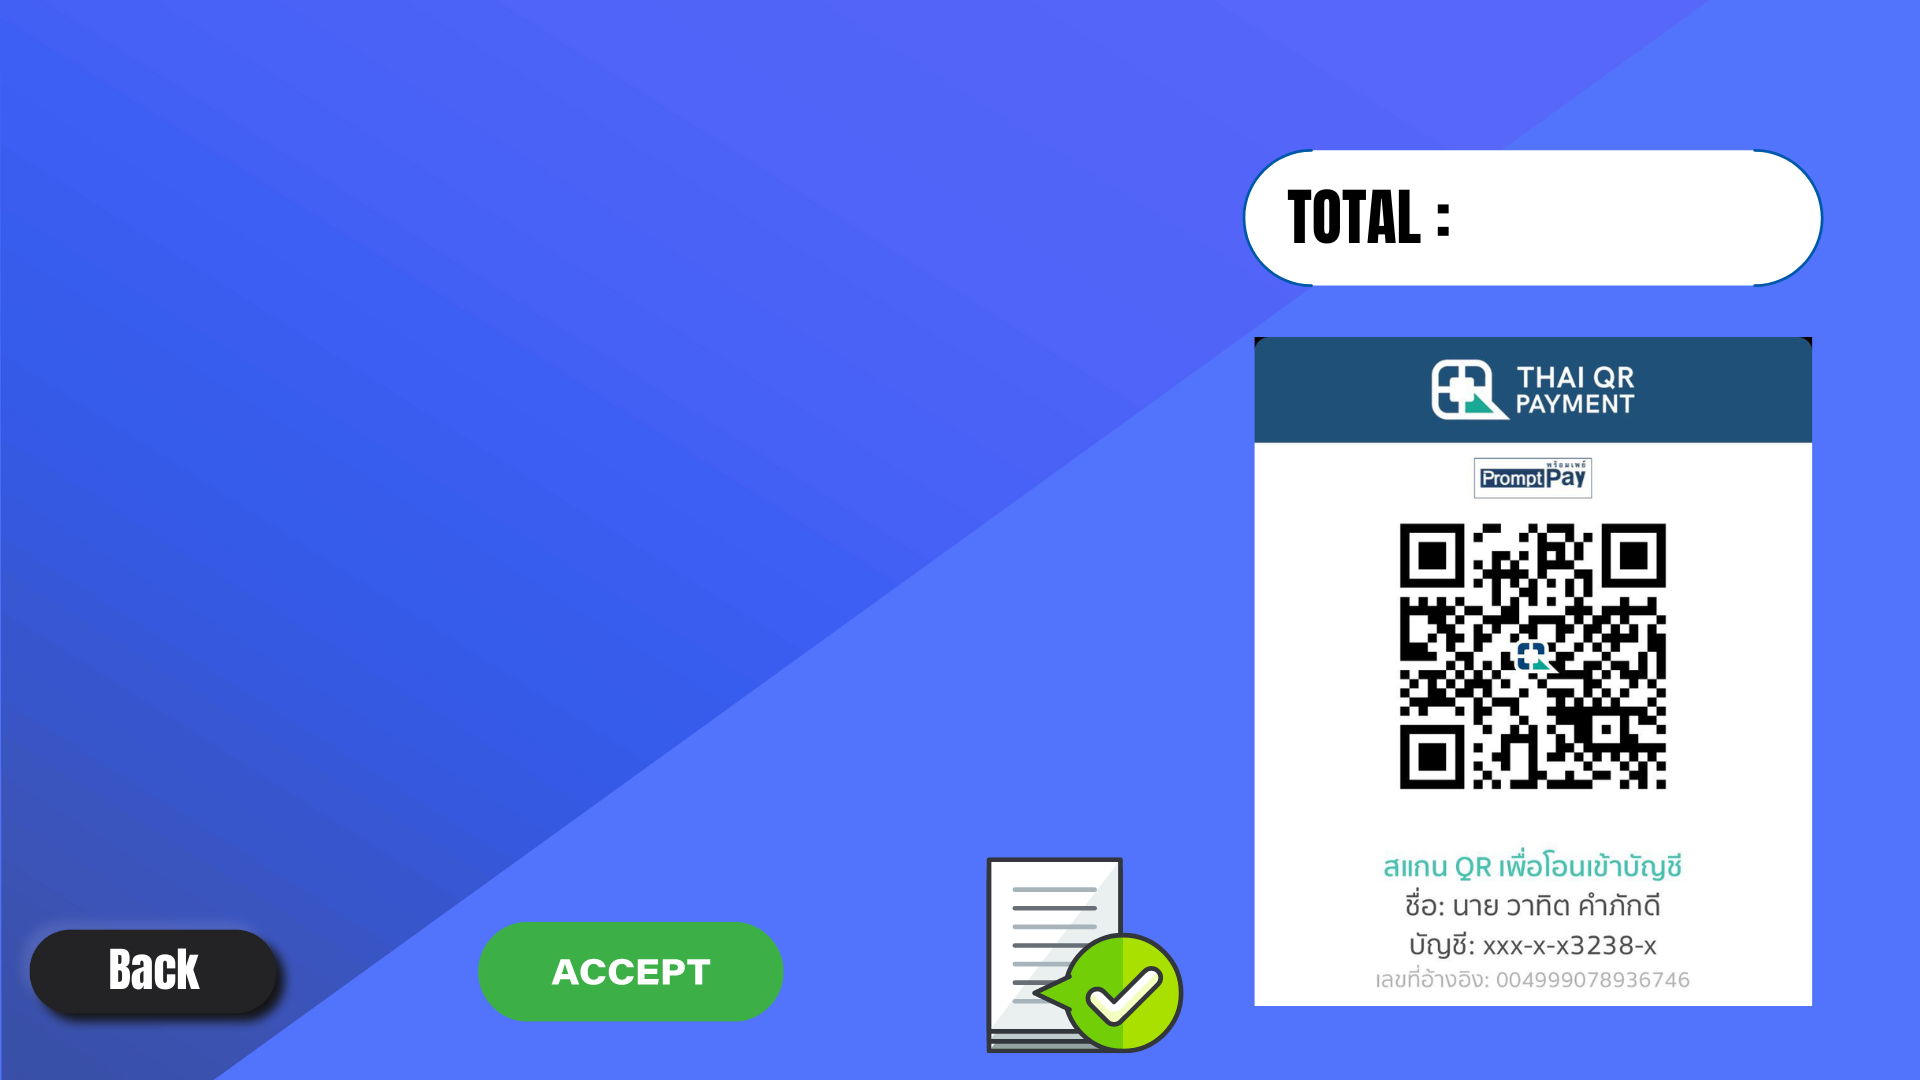 TOTAL :
THAI QR
PAYMENT
พร้อมเพย์
PromptPay
สแกน QR เพื่อโอนเข้าบัญชี
ชื่อ: นาย วาทิต คำภักดี
บัญชี: xxx-x-x3238-x
เลขที่อ้างอิง: 004999078936746
Back
ACCEPT